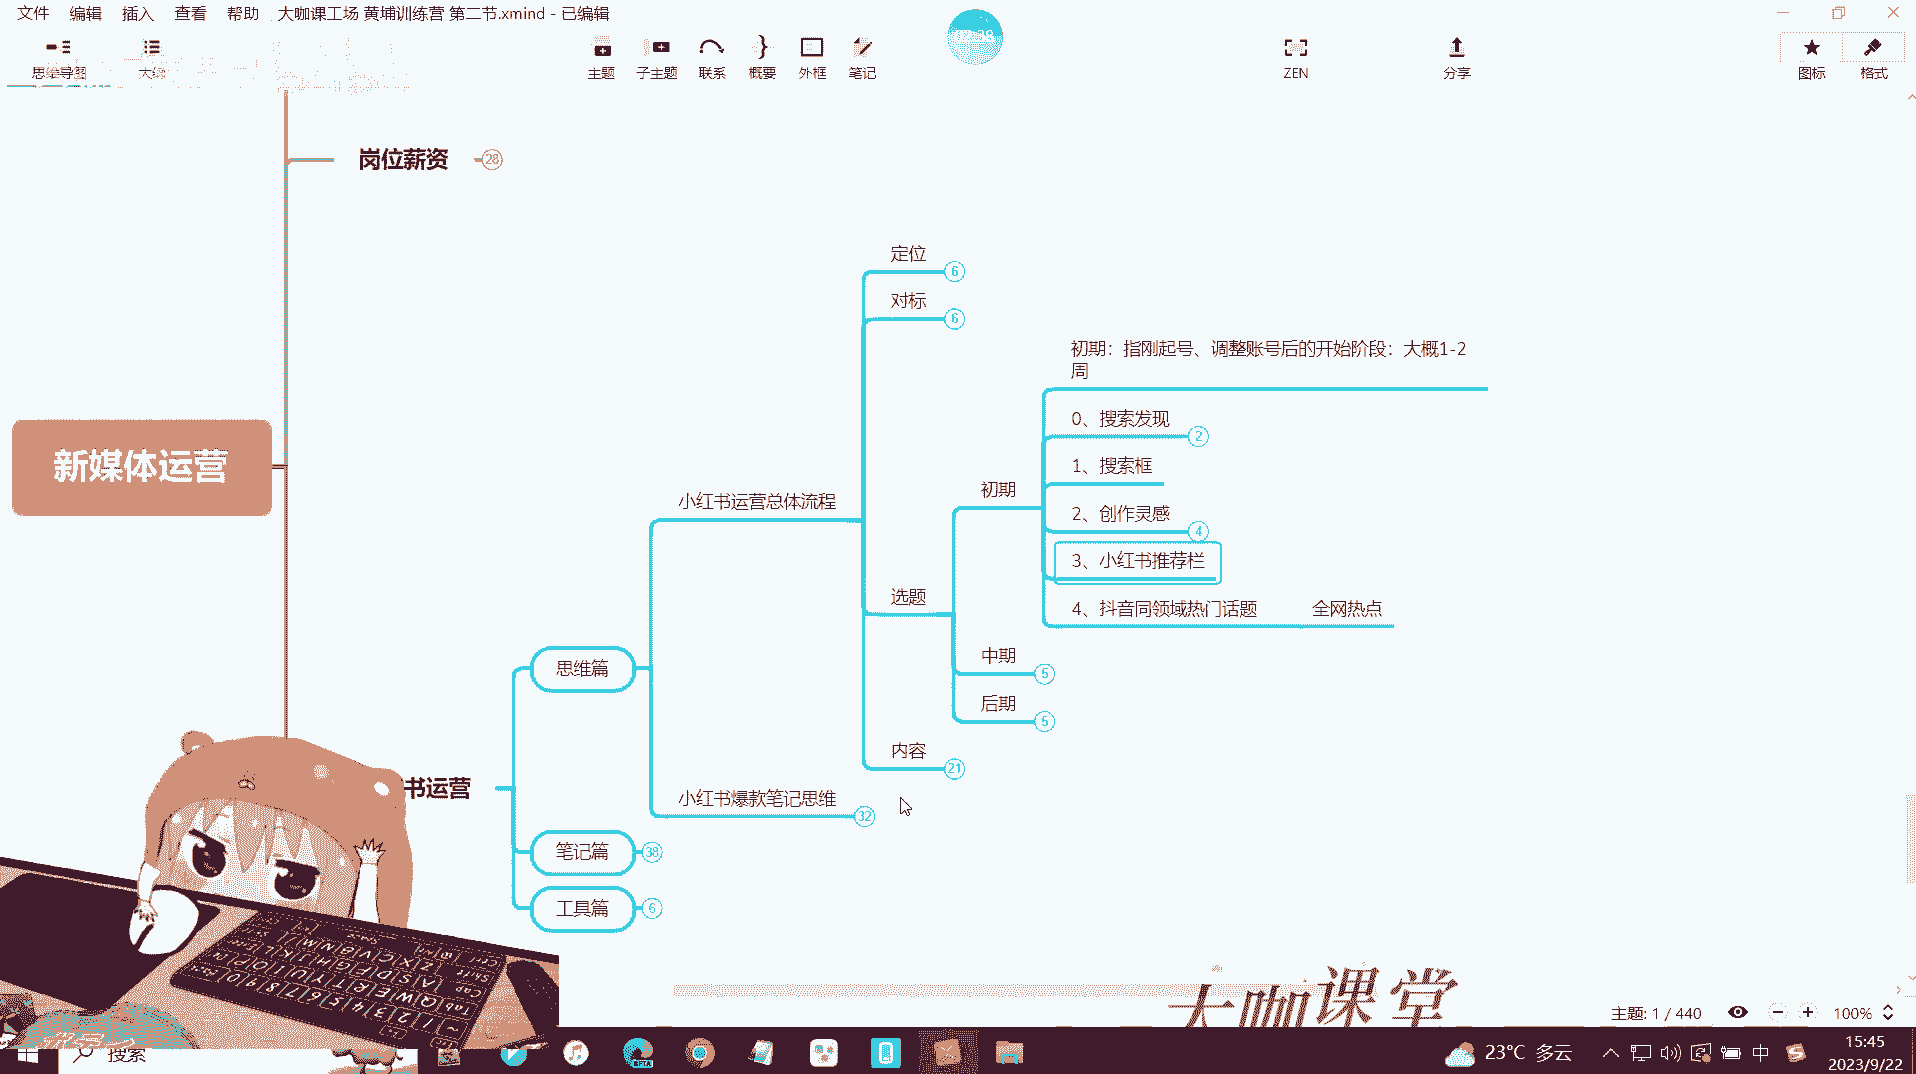 文件 编辑 插入 查看 帮助 大咖课工场 黄埔训练营 第二节.xmind - 已编辑
思维导图 大纲 主题 子主题 联系 概要 外框 笔记 ZEN 分享 图标 格式
岗位薪资 28
定位 6
对标 6
初期：指刚起号、调整账号后的开始阶段：大概1-2
周
0、搜索发现 2
1、搜索框
初期
2、创作灵感 4
3、小红书推荐栏
4、抖音同领域热门话题 全网热点
新媒体运营
小红书运营总体流程
选题
中期 5
后期 5
内容 21
思维篇
小红书爆款笔记思维 32
书运营
笔记篇 38
工具篇 6
大咖课堂
主题: 1 / 440 100%
搜索
BETA
23°C 多云
中
15:45
2023/9/22